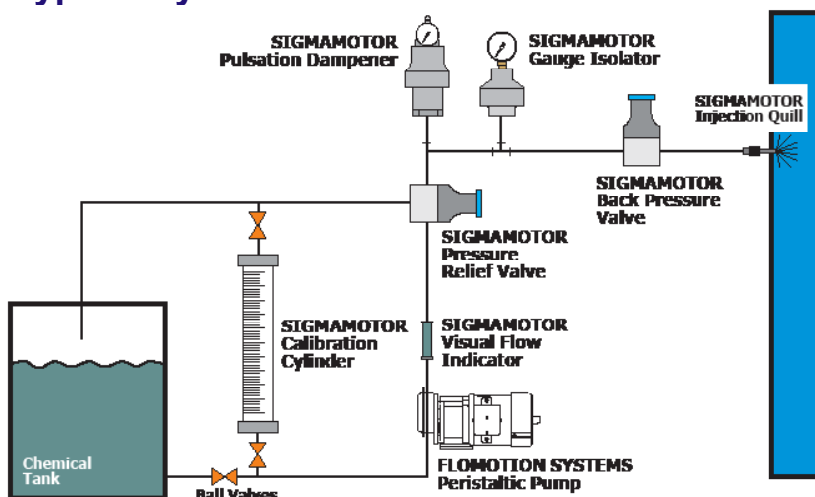 SIGMAMOTOR
Pulsation Dampener
SIGMAMOTOR
Gauge Isolator
SIGMAMOTOR
Injection Quill
SIGMAMOTOR
Back Pressure
Valve
SIGMAMOTOR
Pressure
Relief Valve
SIGMAMOTOR
Calibration
Cylinder
SIGMAMOTOR
Visual Flow
Indicator
Chemical
Tank
Ball Valves
FLOMOTION SYSTEMS
Peristaltic Pump